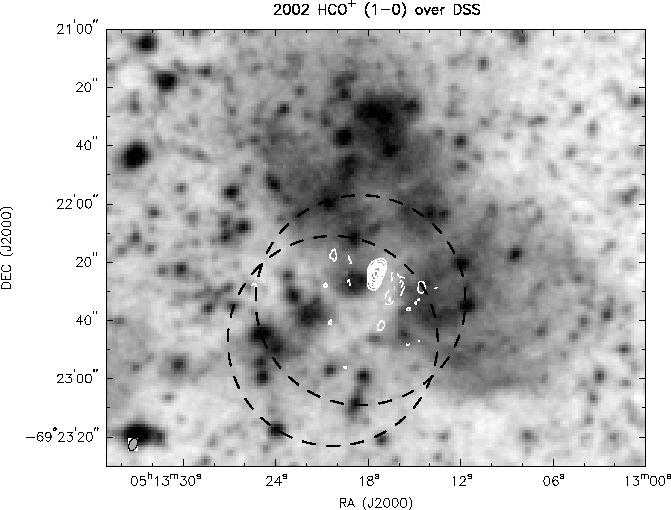 2002 HCO⁺ (1–0) over DSS
21'00"
20"
40"
22'00"
20"
40"
23'00"
−69°23'20"
DEC (J2000)
05ʰ13ᵐ30ˢ 24ˢ 18ˢ 12ˢ 06ˢ 13ᵐ00ˢ
RA (J2000)